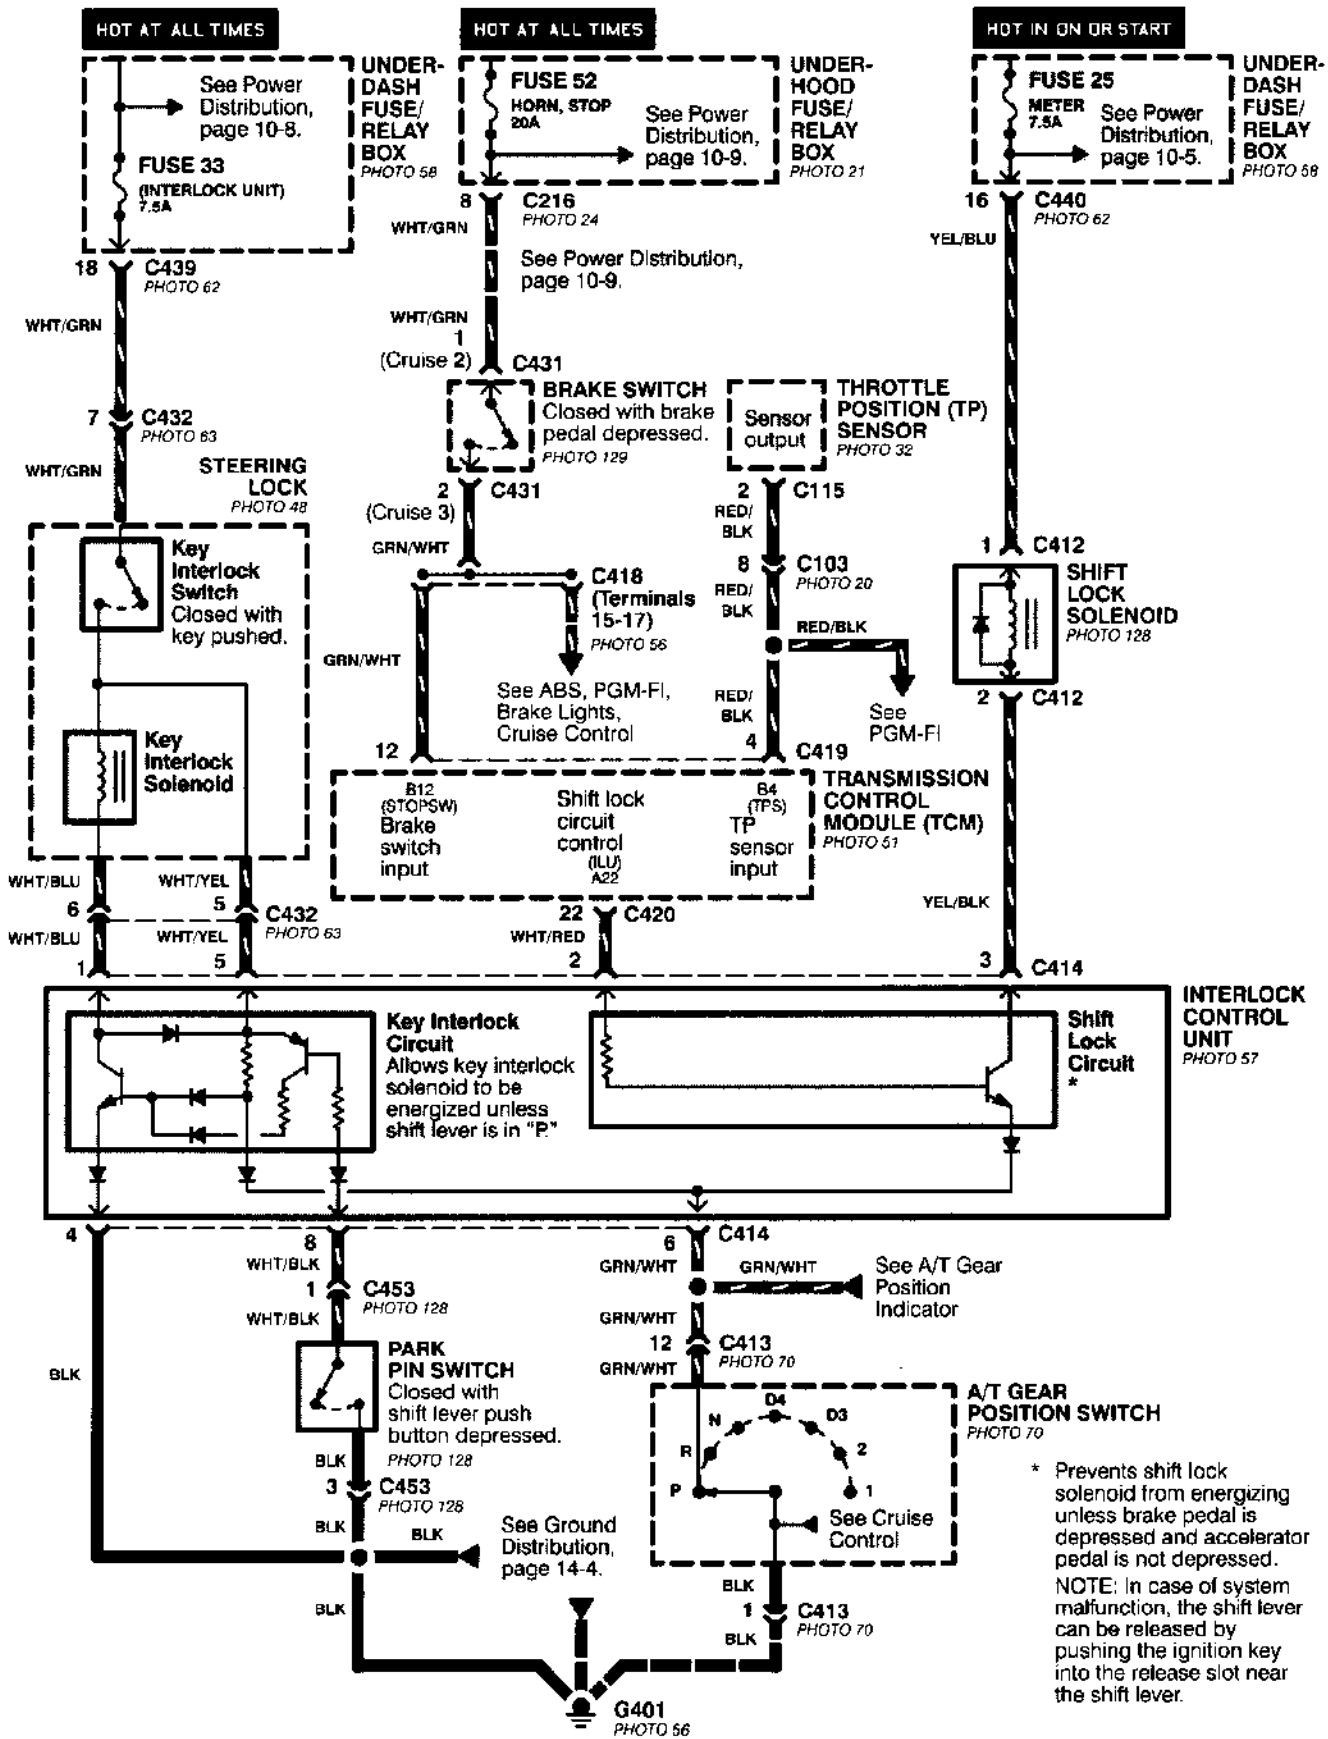 HOT AT ALL TIMES
HOT AT ALL TIMES
HOT IN ON OR START
See Power
Distribution,
page 10-8.
FUSE 33
(INTERLOCK UNIT)
7.5A
UNDER-
DASH
FUSE/
RELAY
BOX
PHOTO 58
FUSE 52
HORN, STOP
20A
See Power
Distribution,
page 10-9.
UNDER-
HOOD
FUSE/
RELAY
BOX
PHOTO 21
FUSE 25
METER
7.5A
See Power
Distribution,
page 10-5.
UNDER-
DASH
FUSE/
RELAY
BOX
PHOTO 58
18
C439
PHOTO 62
8
C216
PHOTO 24
16
C440
PHOTO 62
WHT/GRN
WHT/GRN
See Power Distribution,
page 10-9.
YEL/BLU
WHT/GRN
1
(Cruise 2)
C431
7
C432
PHOTO 63
WHT/GRN
BRAKE SWITCH
Closed with brake
pedal depressed.
PHOTO 129
Sensor
output
THROTTLE
POSITION (TP)
SENSOR
PHOTO 32
STEERING
LOCK
PHOTO 48
2
(Cruise 3)
C431
GRN/WHT
2
C115
RED/
BLK
8
C103
PHOTO 20
RED/
BLK
1
C412
Key
Interlock
Switch
Closed with
key pushed.
C418
(Terminals
15-17)
PHOTO 56
RED/BLK
SHIFT
LOCK
SOLENOID
PHOTO 128
GRN/WHT
See ABS, PGM-FI,
Brake Lights,
Cruise Control
RED/
BLK
See
PGM-FI
2
C412
Key
Interlock
Solenoid
12
4
C419
B12
(STOPSW)
Brake
switch
input
Shift lock
circuit
control
(ILU)
A22
B4
(TPS)
TP
sensor
input
TRANSMISSION
CONTROL
MODULE (TCM)
PHOTO 51
WHT/BLU
WHT/YEL
6
5
C432
PHOTO 63
WHT/BLU
WHT/YEL
22
C420
WHT/RED
YEL/BLK
1
5
2
3
C414
Key Interlock
Circuit
Allows key interlock
solenoid to be
energized unless
shift lever is in "P."
Shift
Lock
Circuit
*
INTERLOCK
CONTROL
UNIT
PHOTO 57
4
8
6
C414
WHT/BLK
1
C453
PHOTO 128
WHT/BLK
GRN/WHT
GRN/WHT
See A/T Gear
Position
Indicator
GRN/WHT
12
C413
PHOTO 70
GRN/WHT
BLK
PARK
PIN SWITCH
Closed with
shift lever push
button depressed.
PHOTO 128
BLK
3
C453
PHOTO 128
BLK
BLK
See Ground
Distribution,
page 14-4.
BLK
P
R
N
D4
D3
2
1
See Cruise
Control
A/T GEAR
POSITION SWITCH
PHOTO 70
BLK
1
C413
PHOTO 70
BLK
G401
PHOTO 56
* Prevents shift lock
solenoid from energizing
unless brake pedal is
depressed and accelerator
pedal is not depressed.
NOTE: In case of system
malfunction, the shift lever
can be released by
pushing the ignition key
into the release slot near
the shift lever.